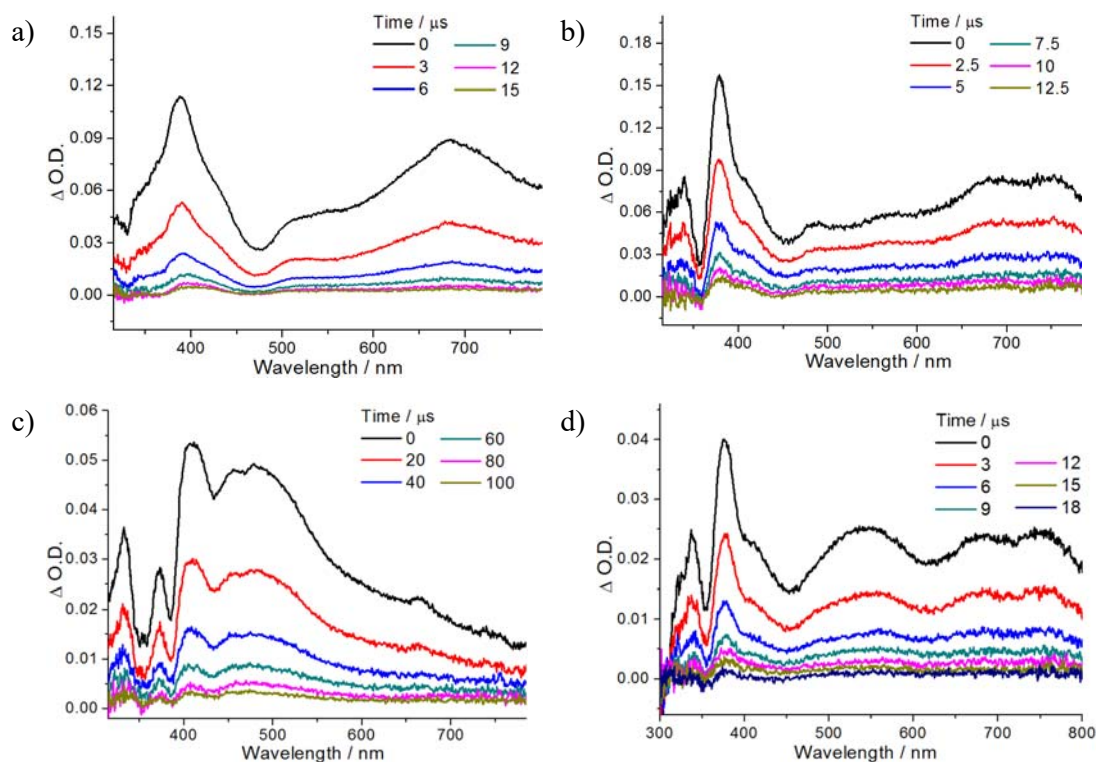 a)
Time / μs
0 9
3 12
6 15
Δ O.D.
0.15
0.12
0.09
0.06
0.03
0.00
400 500 600 700
Wavelength / nm
b)
Time / μs
0 7.5
2.5 10
5 12.5
Δ O.D.
0.18
0.15
0.12
0.09
0.06
0.03
0.00
400 500 600 700
Wavelength / nm
c)
Time / μs
0 60
20 80
40 100
Δ O.D.
0.06
0.05
0.04
0.03
0.02
0.01
0.00
400 500 600 700
Wavelength / nm
d)
Time / μs
0
3 12
6 15
9 18
Δ O.D.
0.04
0.03
0.02
0.01
0.00
300 400 500 600 700 800
Wavelength / nm